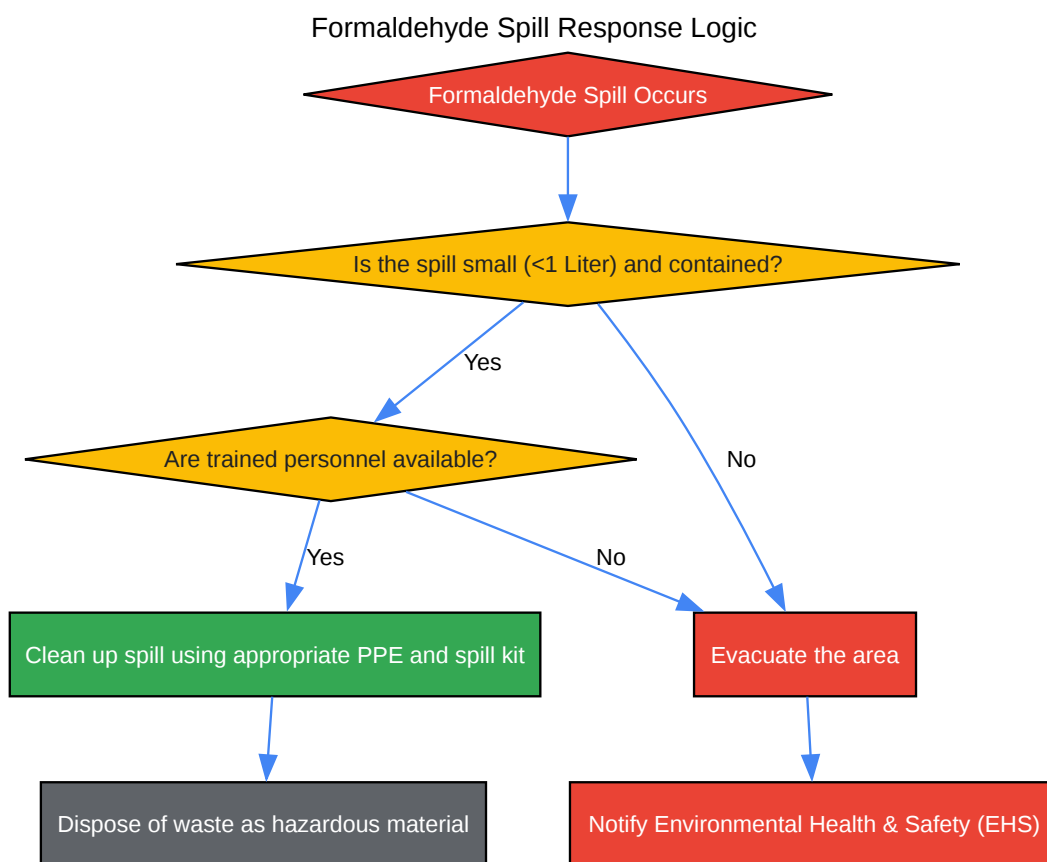 Formaldehyde Spill Response Logic
Formaldehyde Spill Occurs
Is the spill small (<1 Liter) and contained?
Yes
No
Are trained personnel available?
Yes
No
Clean up spill using appropriate PPE and spill kit
Evacuate the area
Dispose of waste as hazardous material
Notify Environmental Health & Safety (EHS)